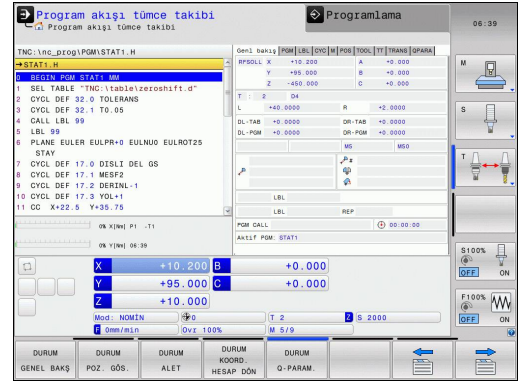 Program akışı tümce takibi
Program akışı tümce takibi
Programlama
06:39
TNC:\nc_prog\PGM\STAT1.H
→STAT1.H
0 BEGIN PGM STAT1 MM
1 SEL TABLE "TNC:\table\zeroshift.d"
2 CYCL DEF 32.0 TOLERANS
3 CYCL DEF 32.1 T0.05
4 CALL LBL 99
5 LBL 99
6 PLANE EULER EULPR+0 EULNU0 EULROT25
STAY
7 CYCL DEF 17.0 DISLI DEL GS
8 CYCL DEF 17.1 MESF2
9 CYCL DEF 17.2 DERINL-1
10 CYCL DEF 17.3 YOL+1
11 CC X+22.5 Y+35.75
Genl bakış PGM LBL CYC M POS TOOL TT TRANS QPARA
RFSOLL X +10.200 A +0.000
Y +95.000 B +0.000
Z -450.000 C +0.000
T : 2 D4
L +40.0000 R +2.0000
DL-TAB +0.0000 DR-TAB +0.0000
DL-PGM +0.0000 DR-PGM +0.0000
M5 M50
LBL
LBL REP
PGM CALL 00:00:00
Aktif PGM: STAT1
0% X[Nm] P1 -T1
0% Y[Nm] 06:39
X +10.200 B +0.000
Y +95.000 C +0.000
Z +10.000
Mod: NOMİN 0 T 2 Z S 2000
F 0mm/min Ovr 100% M 5/9
M
S
T
S100%
OFF ON
F100%
OFF ON
DURUM
GENEL BAKŞ
DURUM
POZ. GÖS.
DURUM
ALET
DURUM
KOORD.
HESAP DÖN
DURUM
Q-PARAM.